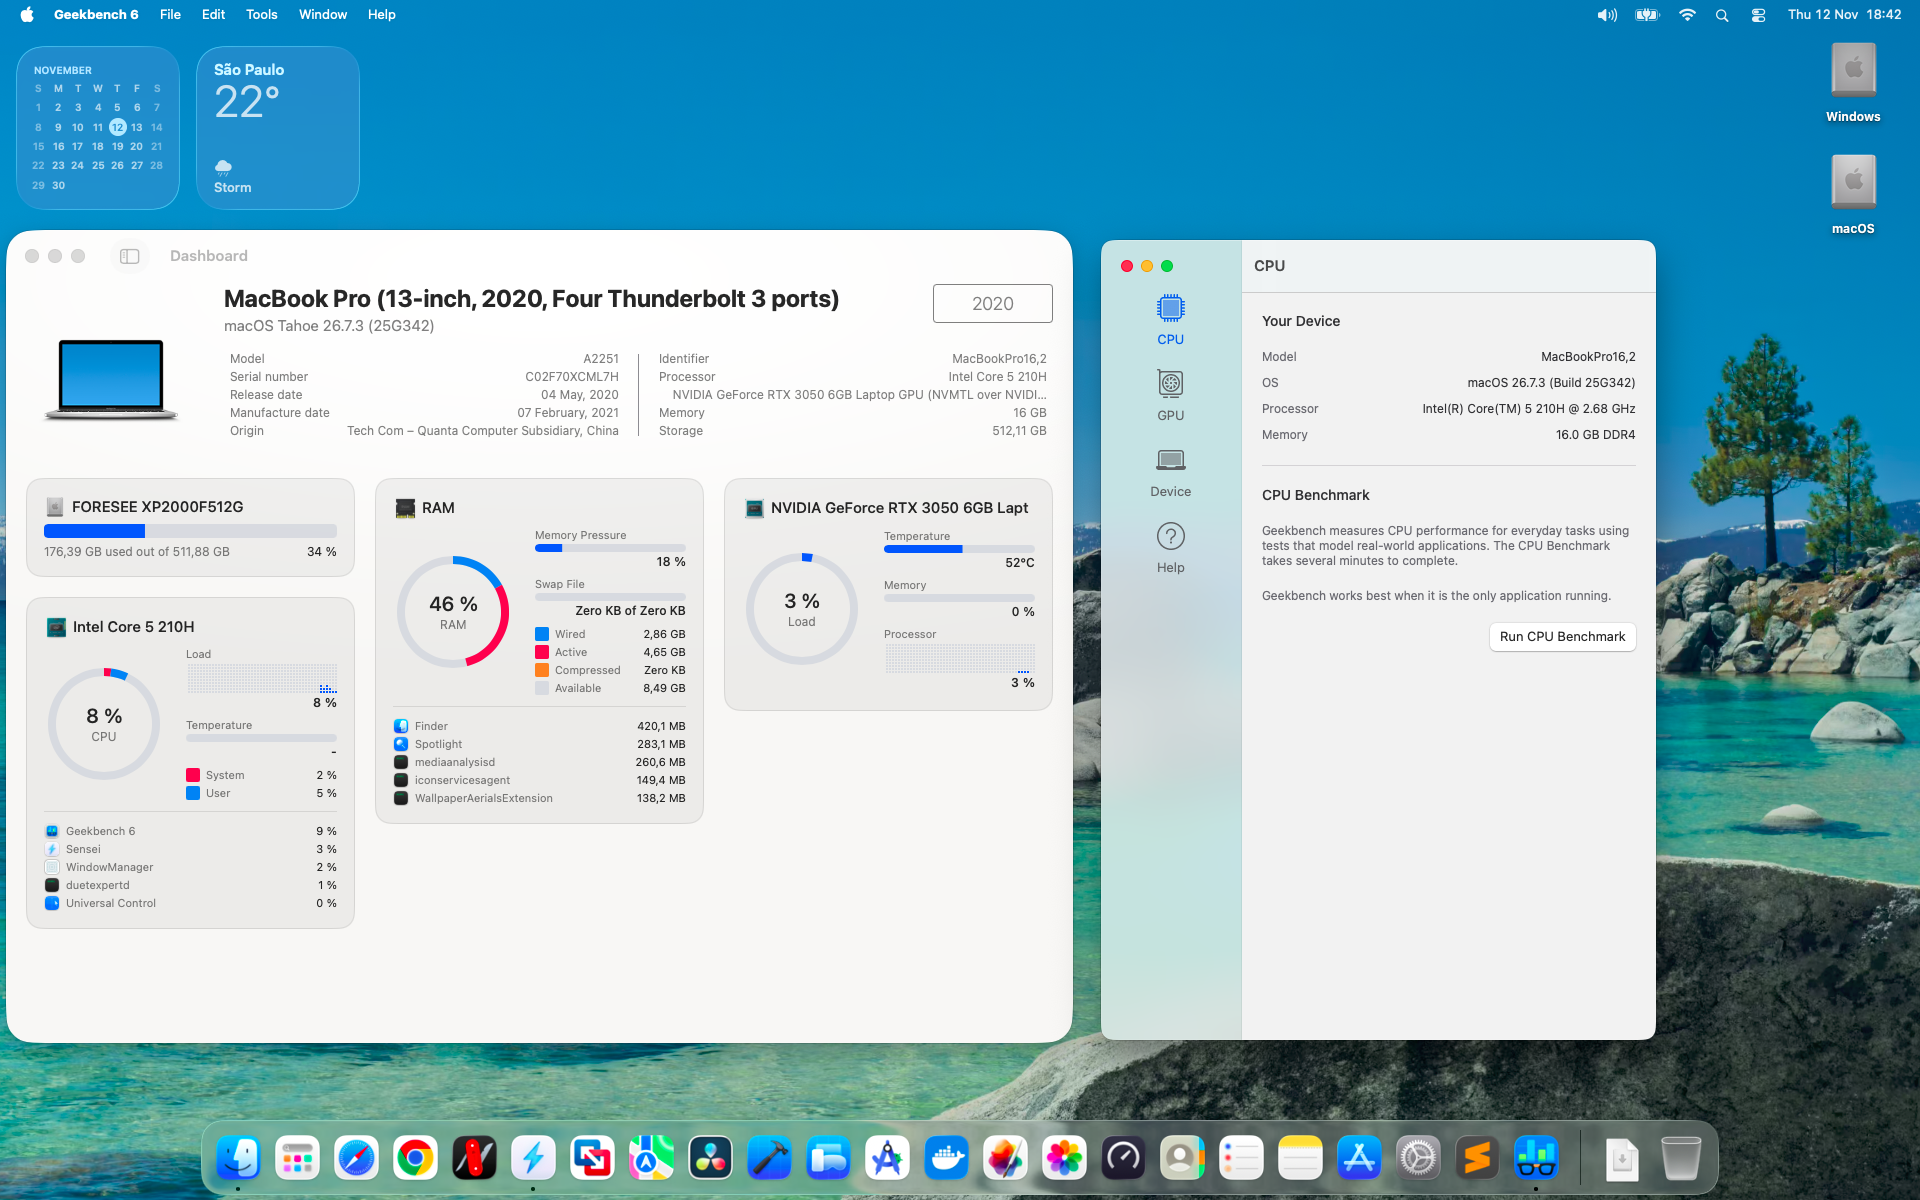 Geekbench 6 File Edit Tools Window Help
Thu 12 Nov 18:42
NOVEMBER
S M T W T F S
1 2 3 4 5 6 7
8 9 10 11 12 13 14
15 16 17 18 19 20 21
22 23 24 25 26 27 28
29 30
São Paulo
22°
Storm
Windows
macOS
Dashboard
MacBook Pro (13-inch, 2020, Four Thunderbolt 3 ports)
macOS Tahoe 26.7.3 (25G342)
2020
Model A2251
Serial number C02F70XCML7H
Release date 04 May, 2020
Manufacture date 07 February, 2021
Origin Tech Com – Quanta Computer Subsidiary, China
Identifier MacBookPro16,2
Processor Intel Core 5 210H
NVIDIA GeForce RTX 3050 6GB Laptop GPU (NVMTL over NVIDI...
Memory 16 GB
Storage 512,11 GB
FORESEE XP2000F512G
176,39 GB used out of 511,88 GB 34 %
Intel Core 5 210H
Load
8 %
8 %
CPU
Temperature
-
System 2 %
User 5 %
Geekbench 6 9 %
Sensei 3 %
WindowManager 2 %
duetexpertd 1 %
Universal Control 0 %
RAM
Memory Pressure
18 %
46 %
RAM
Swap File
Zero KB of Zero KB
Wired 2,86 GB
Active 4,65 GB
Compressed Zero KB
Available 8,49 GB
Finder 420,1 MB
Spotlight 283,1 MB
mediaanalysisd 260,6 MB
iconservicesagent 149,4 MB
WallpaperAerialsExtension 138,2 MB
NVIDIA GeForce RTX 3050 6GB Lapt
Temperature
52°C
3 %
Load
Memory
0 %
Processor
3 %
CPU
GPU
Device
Help
CPU
Your Device
Model MacBookPro16,2
OS macOS 26.7.3 (Build 25G342)
Processor Intel(R) Core(TM) 5 210H @ 2.68 GHz
Memory 16.0 GB DDR4
CPU Benchmark
Geekbench measures CPU performance for everyday tasks using
tests that model real-world applications. The CPU Benchmark
takes several minutes to complete.
Geekbench works best when it is the only application running.
Run CPU Benchmark